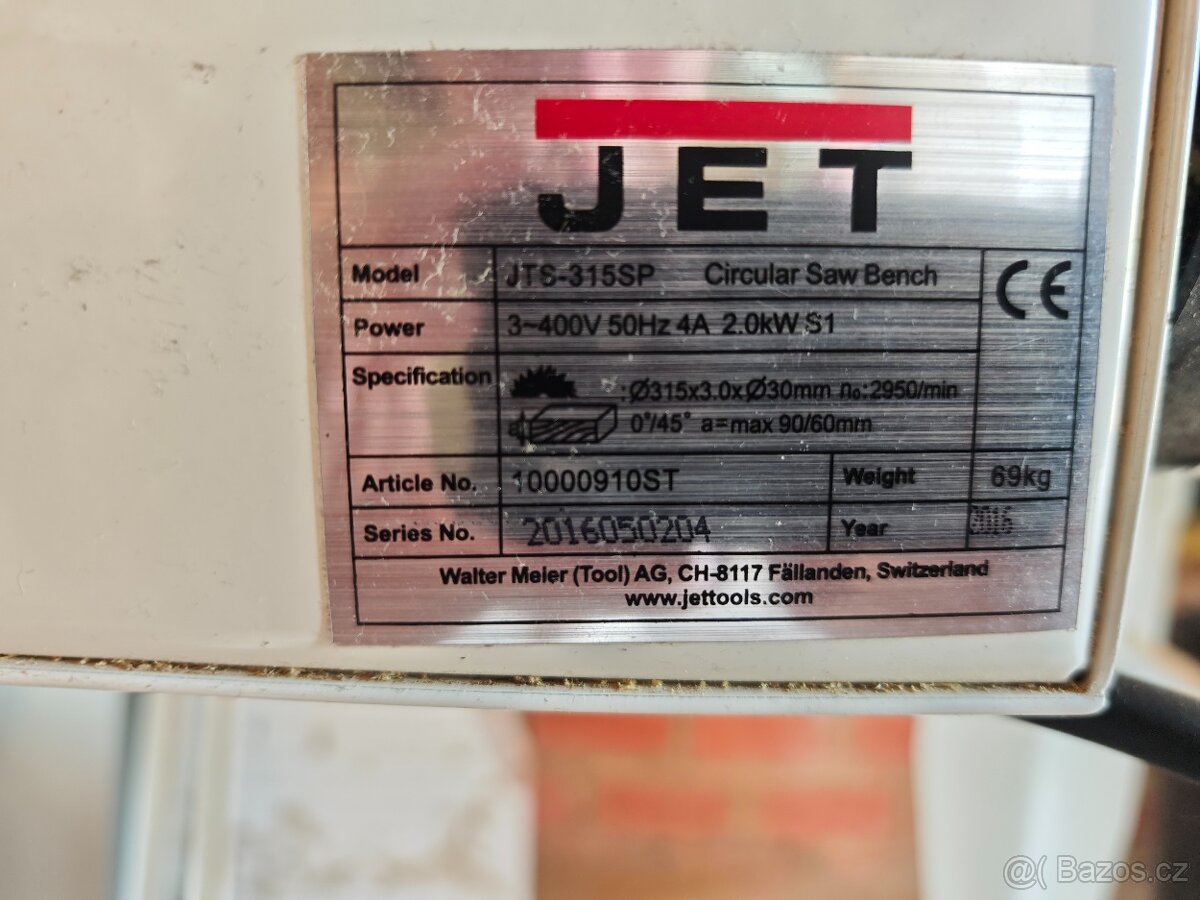 JET
Model JTS-315SP Circular Saw Bench CE
Power 3~400V 50Hz 4A 2.0kW S1
Specification :Ø315x3.0xØ30mm n₀:2950/min
0°/45° a=max 90/60mm
Article No. 10000910ST Weight 69kg
Series No. 2016050204 Year 2016
Walter Meier (Tool) AG, CH-8117 Fällanden, Switzerland
www.jettools.com
@( Bazos.cz